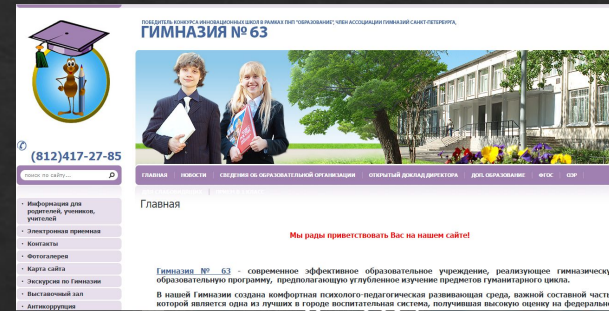 ПОБЕДИТЕЛЬ КОНКУРСА ИННОВАЦИОННЫХ ШКОЛ В РАМКАХ ПНП "ОБРАЗОВАНИЕ", ЧЛЕН АССОЦИАЦИИ ГИМНАЗИЙ САНКТ-ПЕТЕРБУРГА,
ГИМНАЗИЯ № 63
(812)417-27-85
поиск по сайту...
ГЛАВНАЯ НОВОСТИ СВЕДЕНИЯ ОБ ОБРАЗОВАТЕЛЬНОЙ ОРГАНИЗАЦИИ ОТКРЫТЫЙ ДОКЛАД ДИРЕКТОРА ДОП. ОБРАЗОВАНИЕ ФГОС ОЭР
Информация для
родителей, учеников,
учителей
Электронная приемная
Контакты
Фотогалерея
Карта сайта
Экскурсия по Гимназии
Выставочный зал
Антикоррупция
Главная
Мы рады приветствовать Вас на нашем сайте!
Гимназия № 63 - современное эффективное образовательное учреждение, реализующее гимназическу
образовательную программу, предполагающую углубленное изучение предметов гуманитарного цикла.
В нашей Гимназии создана комфортная психолого-педагогическая развивающая среда, важной составной часть
которой является одна из лучших в городе воспитательная система, получившая высокую оценку на федерально